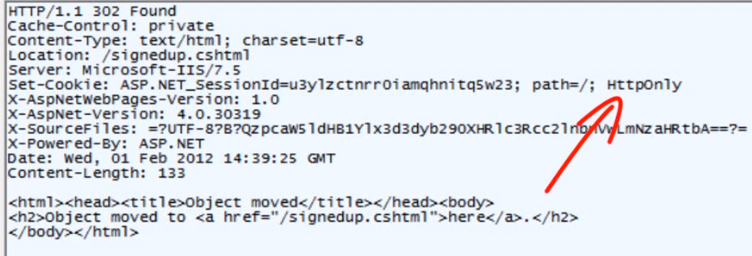 HTTP/1.1 302 Found
Cache-Control: private
Content-Type: text/html; charset=utf-8
Location: /signedup.cshtml
Server: Microsoft-IIS/7.5
Set-Cookie: ASP.NET_SessionId=u3ylzctnrr0iamqhnitq5w23; path=/; HttpOnly
X-AspNetWebPages-Version: 1.0
X-AspNet-Version: 4.0.30319
X-SourceFiles:
X-Powered-By: ASP.NET
Date: Wed, 01 Feb 2012 14:39:25 GMT
Content-Length: 133
<html><head><title>Object moved</title></head><body>
<h2>Object moved to <a href="/signedup.cshtml">here</a>.</h2>
</body></html>